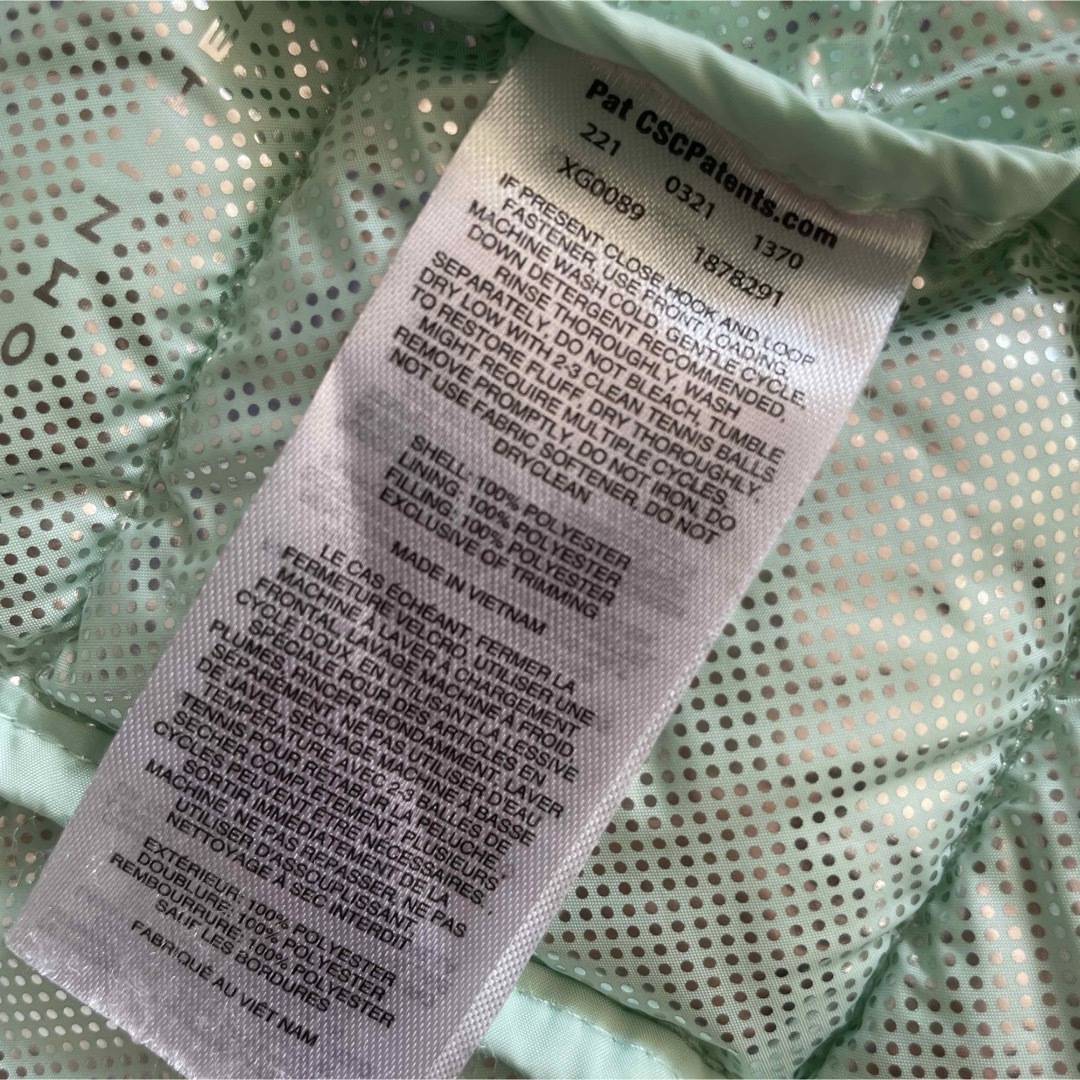 OMNI-HE
Pat CSCPatents.com
221 0321 1370
XG0089 1878291
IF PRESENT, CLOSE HOOK AND LOOP
FASTENER, USE FRONT LOADING,
MACHINE WASH COLD, GENTLE CYCLE.
DOWN DETERGENT RECOMMENDED.
RINSE THOROUGHLY, WASH
SEPARATELY, DO NOT BLEACH, TUMBLE
DRY LOW WITH 2-3 CLEAN TENNIS BALLS
TO RESTORE FLUFF, DRY THOROUGHLY.
MIGHT REQUIRE MULTIPLE CYCLES,
REMOVE PROMPTLY, DO NOT IRON, DO
NOT USE FABRIC SOFTENER, DO NOT
DRYCLEAN
SHELL: 100% POLYESTER
LINING: 100% POLYESTER
FILLING: 100% POLYESTER
EXCLUSIVE OF TRIMMING
MADE IN VIETNAM
LE CAS ÉCHÉANT, FERMER LA
FERMETURE VELCRO, UTILISER UNE
MACHINE À LAVER À CHARGEMENT
FRONTAL, LAVAGE MACHINE À FROID,
CYCLE DOUX, EN UTILISANT LA LESSIVE
SPÉCIALE POUR DES ARTICLES EN
PLUMES, RINCER ABONDAMMENT, LAVER
SÉPARÉMENT, NE PAS UTILISER D'EAU
DE JAVEL, SÉCHAGE MACHINE À BASSE
TEMPÉRATURE AVEC 2-3 BALLES DE
TENNIS POUR RÉTABLIR LA PELUCHE,
SÉCHER COMPLÈTEMENT, PLUSIEURS
CYCLES PEUVENT ÊTRE NÉCESSAIRES,
SORTIR IMMÉDIATEMENT DE LA
MACHINE, NE PAS REPASSER, NE PAS
UTILISER D'ASSOUPLISSANT
NETTOYAGE À SEC INTERDIT
EXTÉRIEUR: 100% POLYESTER
DOUBLURE: 100% POLYESTER
REMBOURRURE: 100% POLYESTER
SAUF LES BORDURES
FABRIQUÉ AU VIÊT NAM